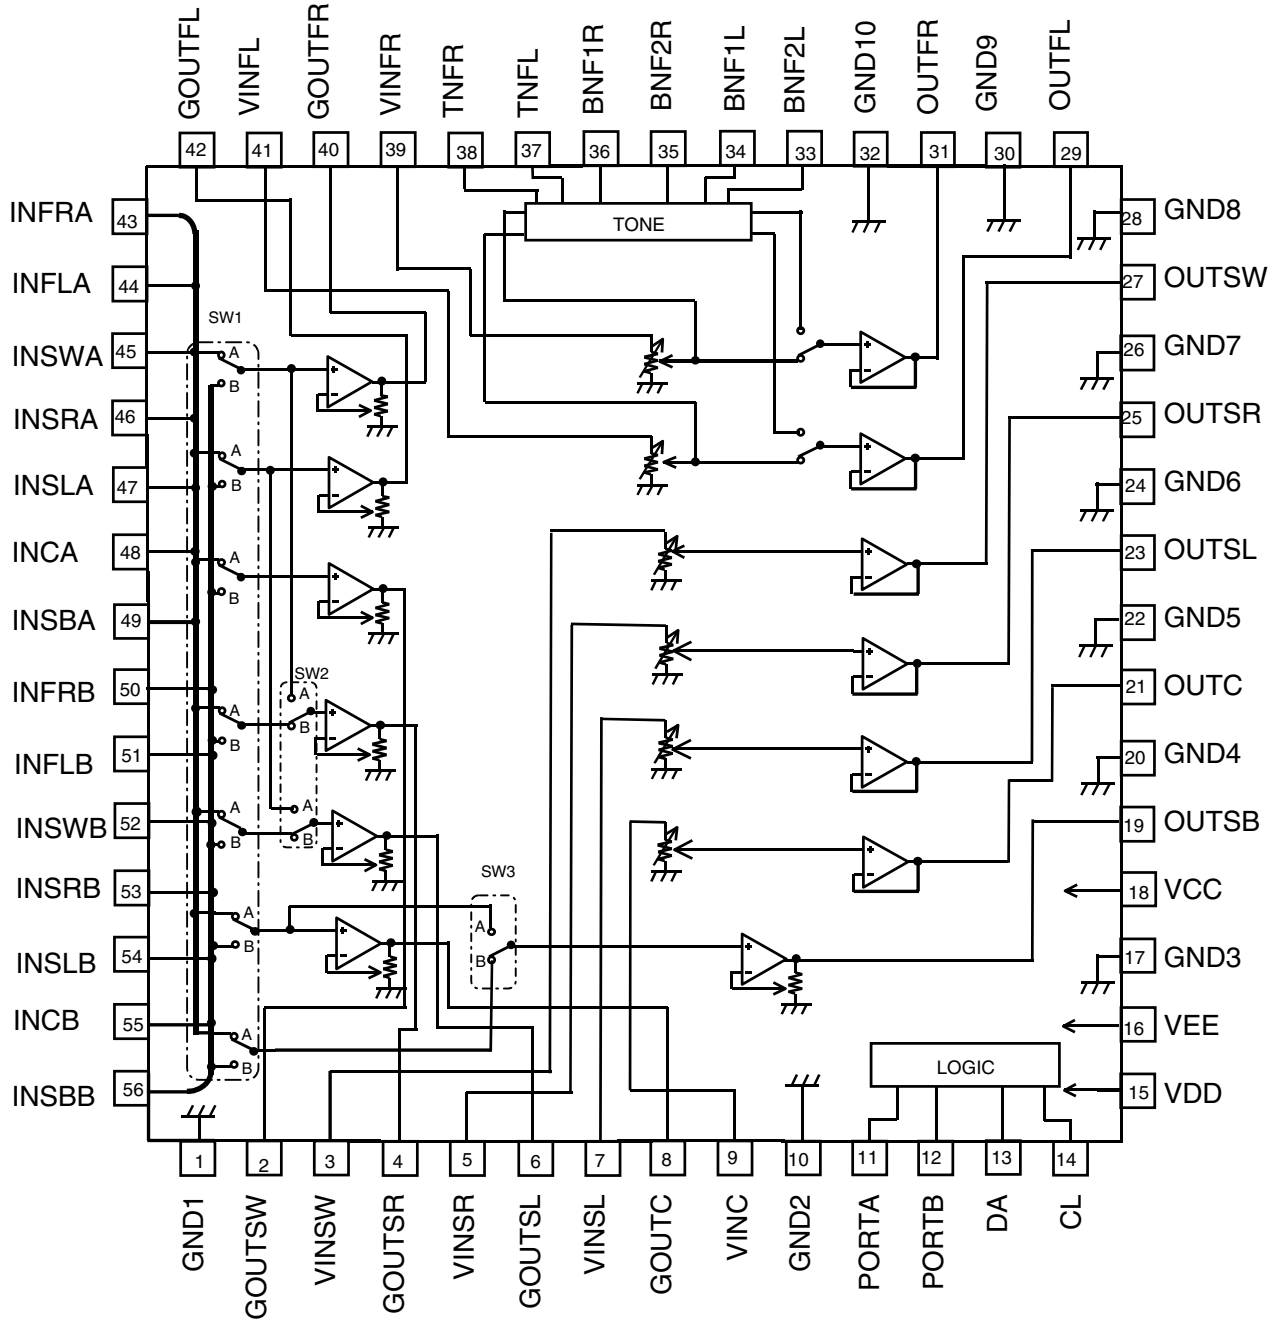 GOUTFL
VINFL
GOUTFR
VINFR
TNFR
TNFL
BNF1R
BNF2R
BNF1L
BNF2L
GND10
OUTFR
GND9
OUTFL
42
41
40
39
38
37
36
35
34
33
32
31
30
29
INFRA
43
INFLA
44
INSWA
45
INSRA
46
INSLA
47
INCA
48
INSBA
49
INFRB
50
INFLB
51
INSWB
52
INSRB
53
INSLB
54
INCB
55
INSBB
56
TONE
SW1
A
+
B
-
A
+
B
-
A
+
B
-
SW2
A
A
+
B
B
-
A
A
+
B
B
-
SW3
A
+
B
-
A
B
+
-
A
B
+
-
+
-
+
-
+
-
+
-
+
-
LOGIC
28
GND8
27
OUTSW
26
GND7
25
OUTSR
24
GND6
23
OUTSL
22
GND5
21
OUTC
20
GND4
19
OUTSB
18
VCC
17
GND3
16
VEE
15
VDD
1
2
3
4
5
6
7
8
9
10
11
12
13
14
GND1
GOUTSW
VINSW
GOUTSR
VINSR
GOUTSL
VINSL
GOUTC
VINC
GND2
PORTA
PORTB
DA
CL